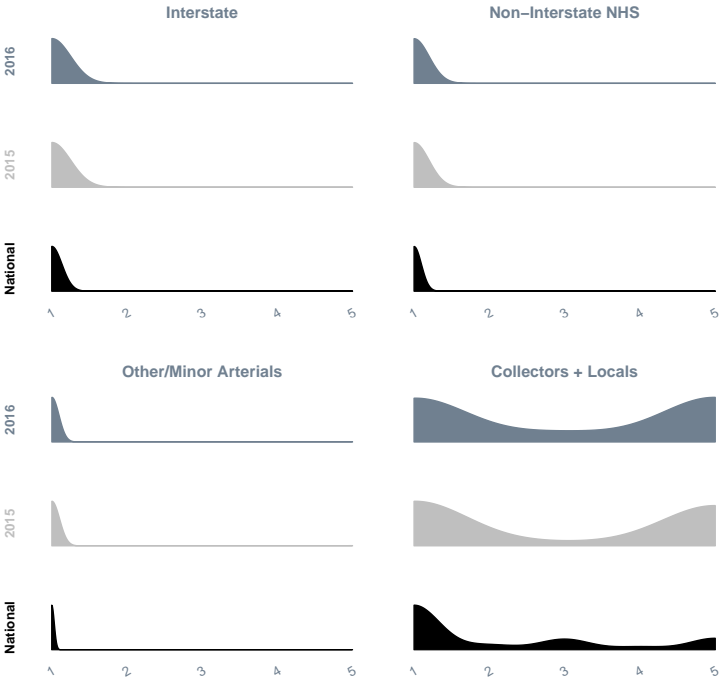 Interstate
Non–Interstate NHS
2016
2015
National
1 2 3 4 5
1 2 3 4 5
Other/Minor Arterials
Collectors + Locals
2016
2015
National
1 2 3 4 5
1 2 3 4 5